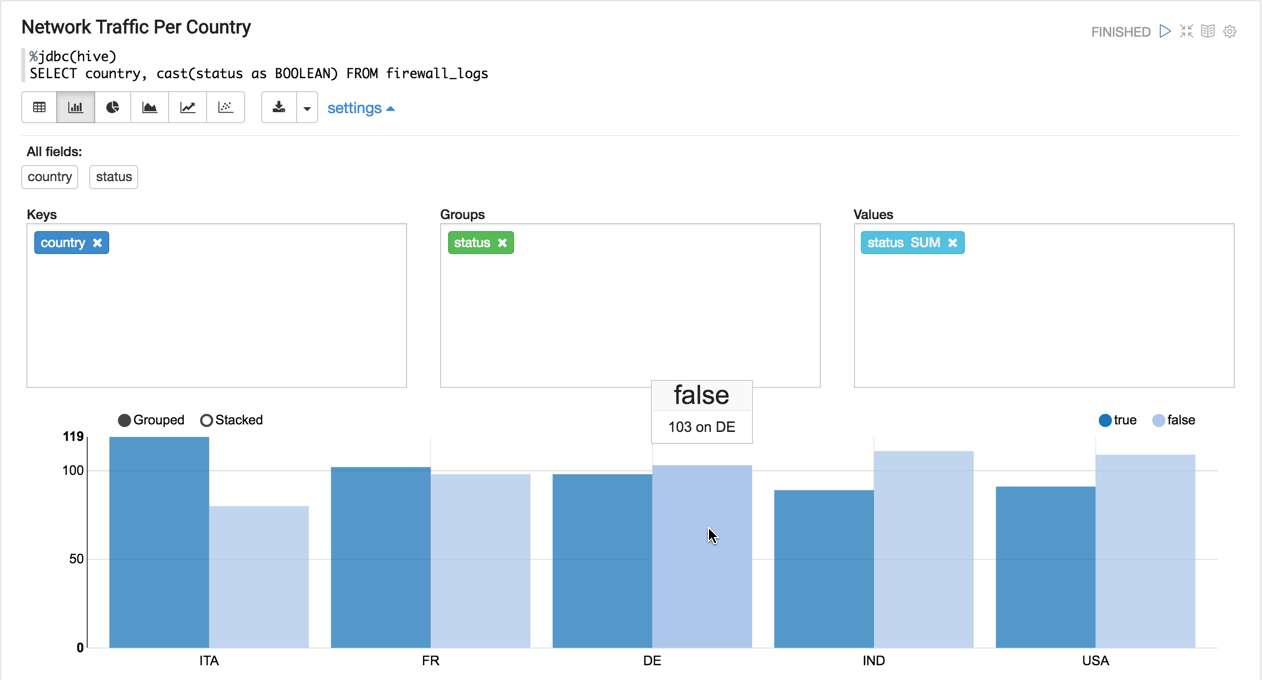 Network Traffic Per Country
FINISHED
%jdbc(hive)
SELECT country, cast(status as BOOLEAN) FROM firewall_logs
settings
All fields:
country status
Keys Groups Values
country status status SUM
false
103 on DE
Grouped Stacked true false
119
100
50
0
ITA FR DE IND USA